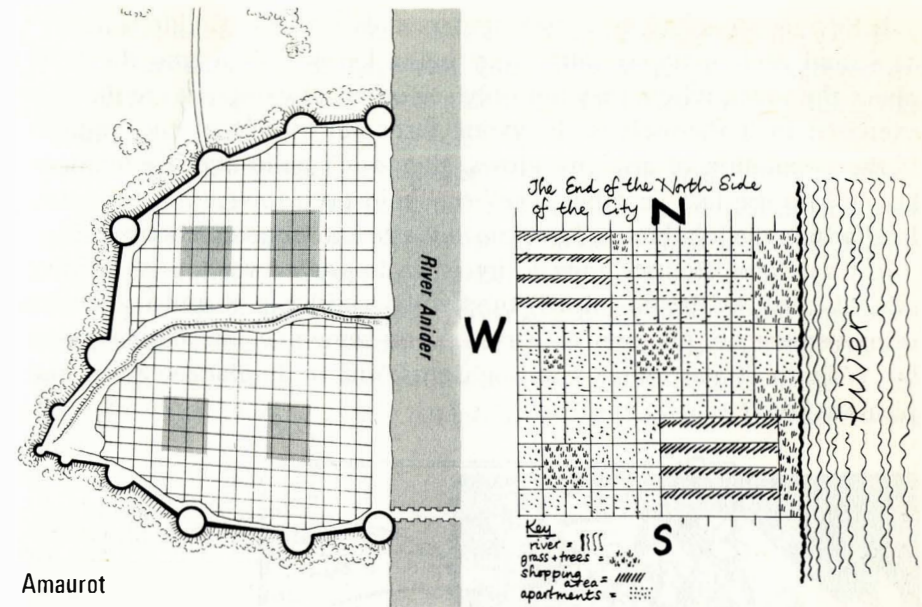 River Anider
Amaurot
The End of the North Side
of the City
N
W
River
S
Key
river =
grass + trees =
shopping
area =
apartments =